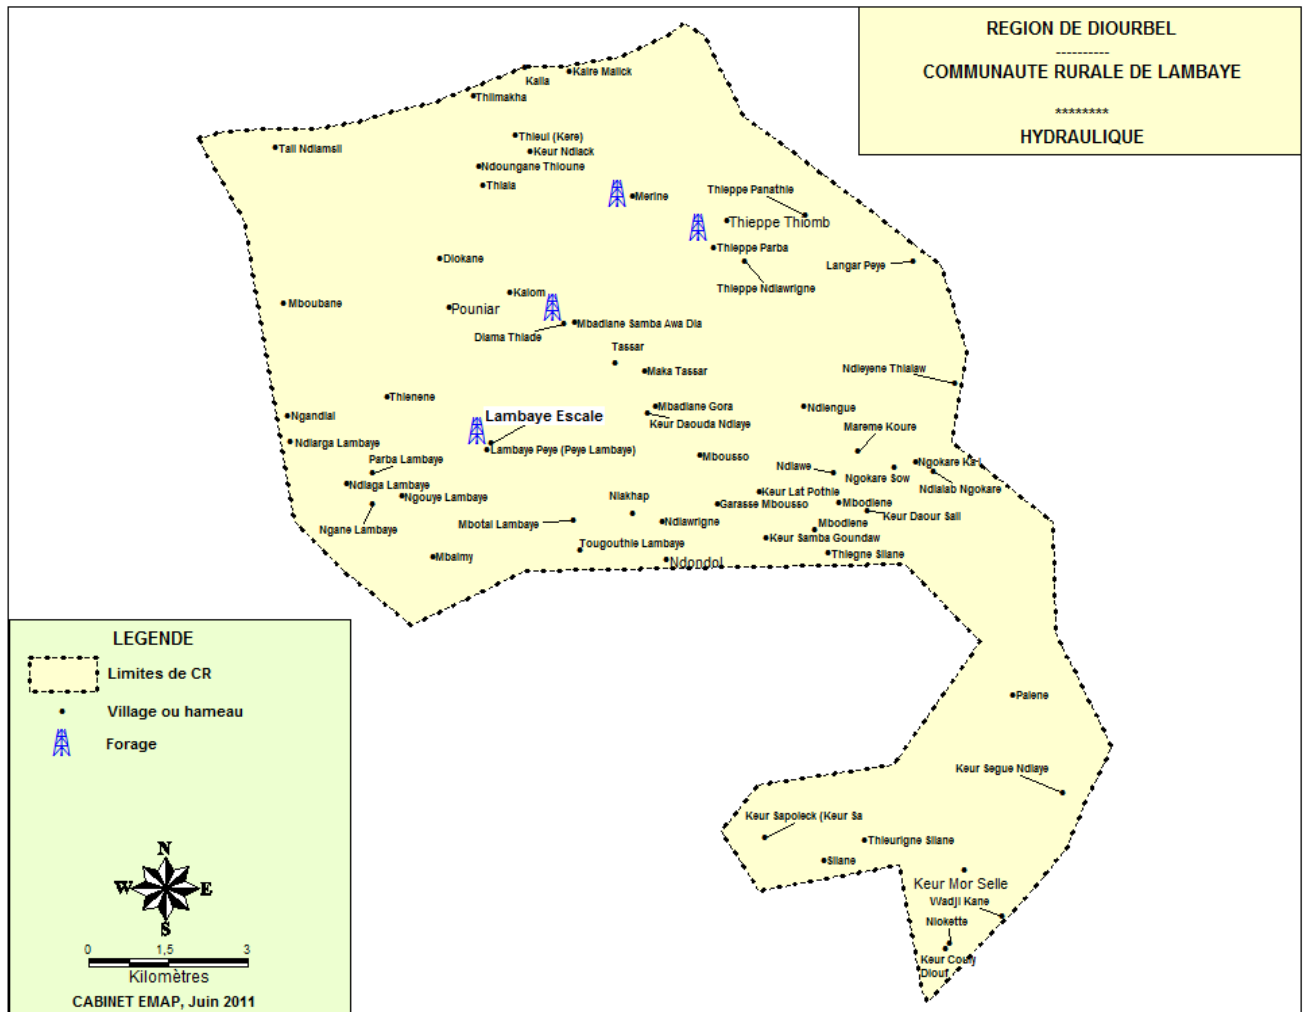 REGION DE DIOURBEL
----------
COMMUNAUTE RURALE DE LAMBAYE
********
HYDRAULIQUE
Kaire Malick
Kalla
Thilmakha
Thieul (Kere)
Keur Ndiack
Tall Ndiamsil
Ndoungane Thioune
Thiala
Merine
Thieppe Panathie
Thieppe Thiomb
Thieppe Parba
Diokane
Langar Peye
Thieppe Ndiawrigne
Kalom
Mboubane
Pouniar
Mbadiane Samba Awa Dia
Diama Thiade
Tassar
Maka Tassar
Ndieyene Thialaw
Thienene
Mbadiane Gora
Ndiengue
Ngandial
Lambaye Escale
Keur Daouda Ndiaye
Mareme Koure
Ndiarga Lambaye
Lambaye Peye (Peye Lambaye)
Parba Lambaye
Mbousso
Ndiawe
Ngokare Ka
Ngokare Sow
Ndiaga Lambaye
Ndialab Ngokare
Ngouye Lambaye
Niakhap
Keur Lat Pothie
Garasse Mbousso
Mbodiene
Keur Daour Sall
Ngane Lambaye
Mbotal Lambaye
Ndiawrigne
Mbodiene
Keur Samba Goundaw
Tougouthie Lambaye
Thiegne Silane
Mbaimy
Ndondol
LEGENDE
Limites de CR
Village ou hameau
Forage
Palene
Keur Segue Ndiaye
Keur Sapoleck (Keur Sa
Thieurigne Silane
Silane
Keur Mor Selle
Wadji Kane
Niokette
Keur Coly
Diouf
N
W E
S
0 1,5 3
Kilomètres
CABINET EMAP, Juin 2011